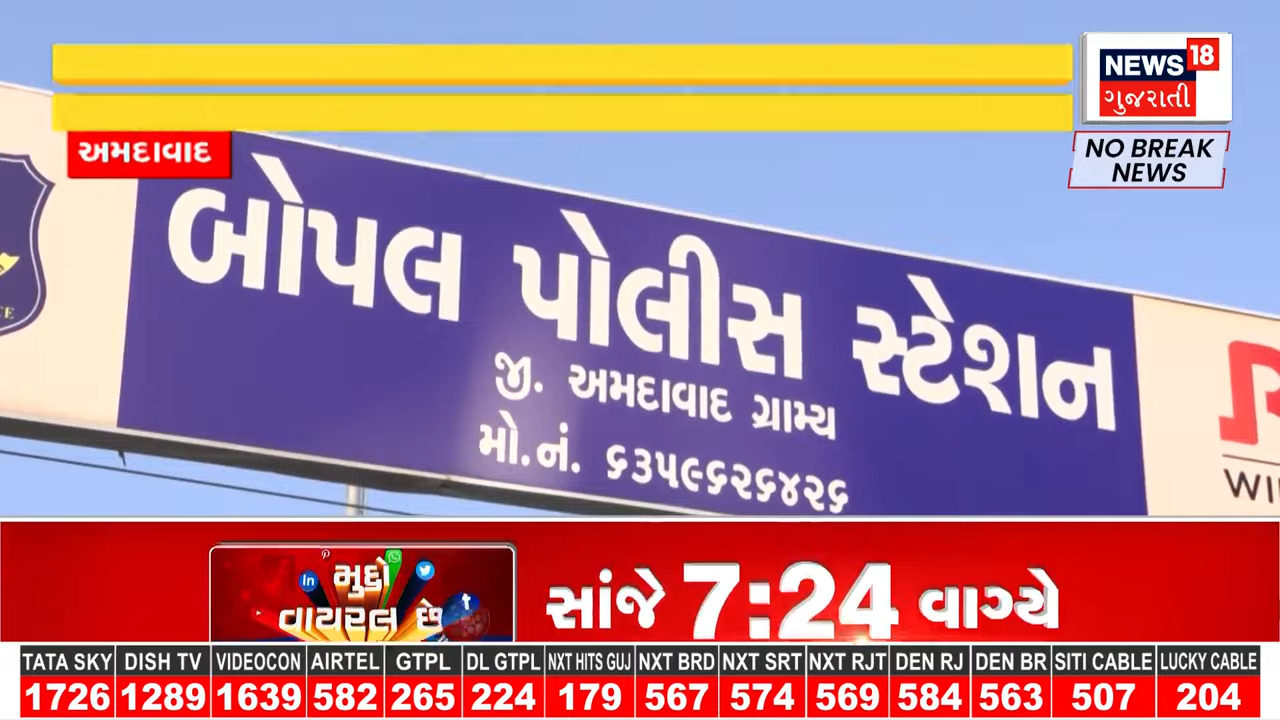 NEWS 18
ગુજરાતી
NO BREAK
NEWS
અમદાવાદ
બોપલ પોલીસ સ્ટેશન
જી. અમદાવાદ ગ્રામ્ય
મો.નં. ૬૩૫૯૬૨૬૪૨૬
મુદ્દો
વાયરલ છે
સાંજે 7:24 વાગ્યે
TATA SKY DISH TV VIDEOCON AIRTEL GTPL DL GTPL NXT HITS GUJ NXT BRD NXT SRT NXT RJT DEN RJ DEN BR SITI CABLE LUCKY CABLE
1726 1289 1639 582 265 224 179 567 574 569 584 563 507 204